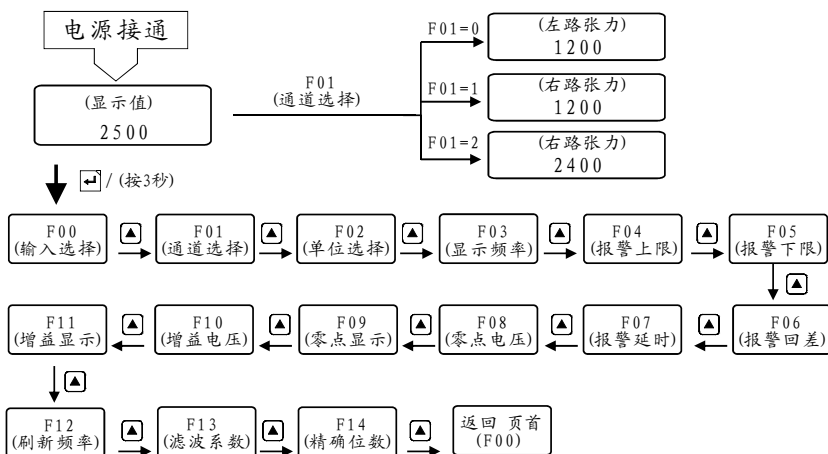 电源接通
(显示值)
2500
F01
(通道选择)
F01=0
(左路张力)
1200
F01=1
(右路张力)
1200
F01=2
(右路张力)
2400
/ (按3秒)
F00
(输入选择)
F01
(通道选择)
F02
(单位选择)
F03
(显示频率)
F04
(报警上限)
F05
(报警下限)
F11
(增益显示)
F10
(增益电压)
F09
(零点显示)
F08
(零点电压)
F07
(报警延时)
F06
(报警回差)
F12
(刷新频率)
F13
(滤波系数)
F14
(精确位数)
返回 页首
(F00)